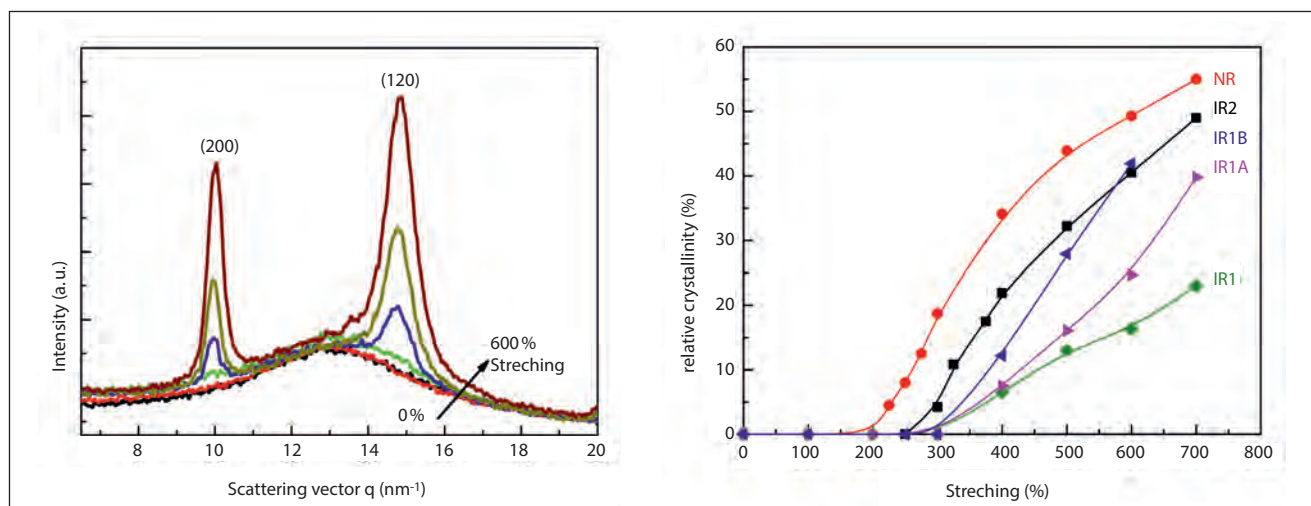 (200)
(120)
600 %
Streching
0 %
Intensity (a.u.)
8 10 12 14 16 18 20
Scattering vector q (nm-1)
60
50
40
30
20
10
0
relative crystallinity (%)
NR
IR2
IR1B
IR1A
IR1
0 100 200 300 400 500 600 700 800
Streching (%)